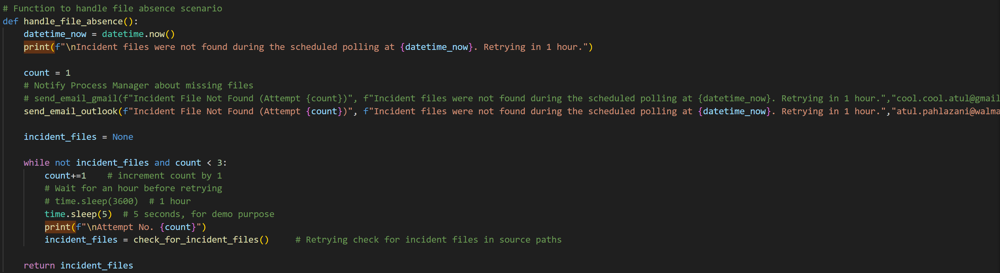 # Function to handle file absence scenario
def handle_file_absence():
    datetime_now = datetime.now()
    print(f"\nIncident files were not found during the scheduled polling at {datetime_now}. Retrying in 1 hour.")

    count = 1
    # Notify Process Manager about missing files
    # send_email_gmail(f"Incident File Not Found (Attempt {count})", f"Incident files were not found during the scheduled polling at {datetime_now}. Retrying in 1 hour.","cool.cool.atul@gmail
    send_email_outlook(f"Incident File Not Found (Attempt {count})", f"Incident files were not found during the scheduled polling at {datetime_now}. Retrying in 1 hour.","atul.pahlazani@walma

    incident_files = None

    while not incident_files and count < 3:
        count+=1    # increment count by 1
        # Wait for an hour before retrying
        # time.sleep(3600)  # 1 hour
        time.sleep(5)  # 5 seconds, for demo purpose
        print(f"\nAttempt No. {count}")
        incident_files = check_for_incident_files()     # Retrying check for incident files in source paths

    return incident_files